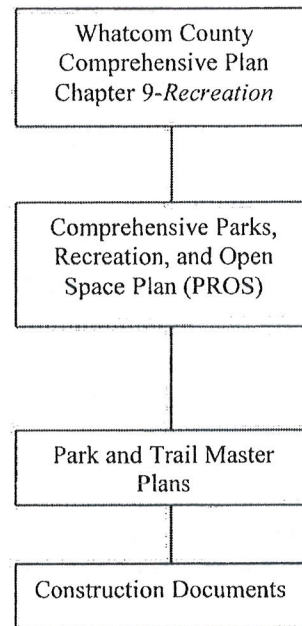 Whatcom County
Comprehensive Plan
Chapter 9-Recreation
Comprehensive Parks,
Recreation, and Open
Space Plan (PROS)
Park and Trail Master
Plans
Construction Documents